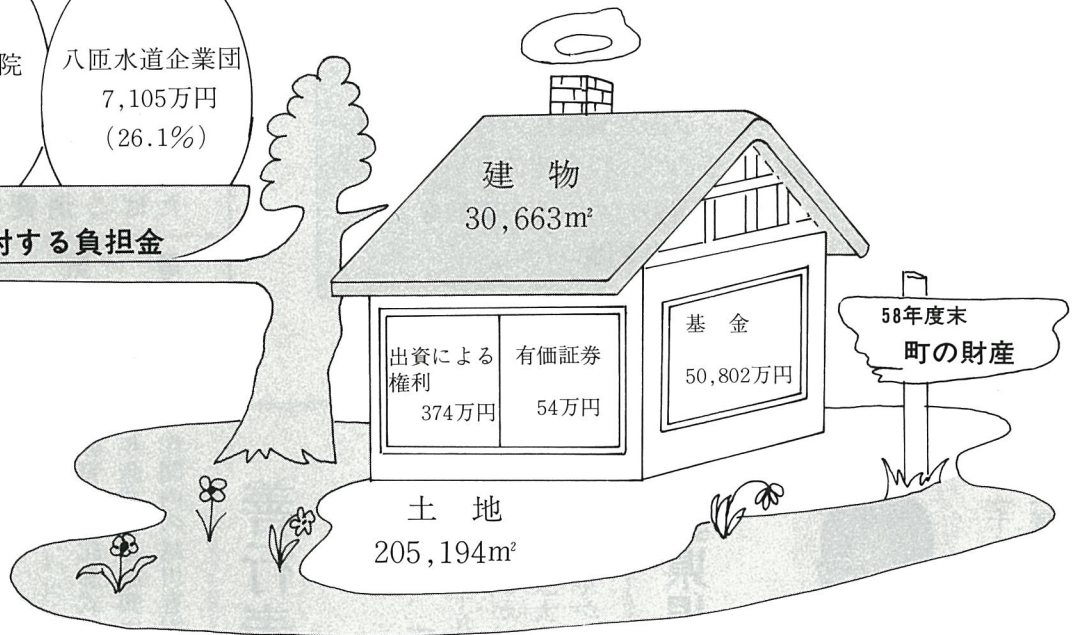 院
八匝水道企業団
7,105万円
(26.1%)
対する負担金
建 物
30,663㎡
出資による
権利
374万円
有価証券
54万円
基 金
50,802万円
58年度末
町の財産
土 地
205,194㎡